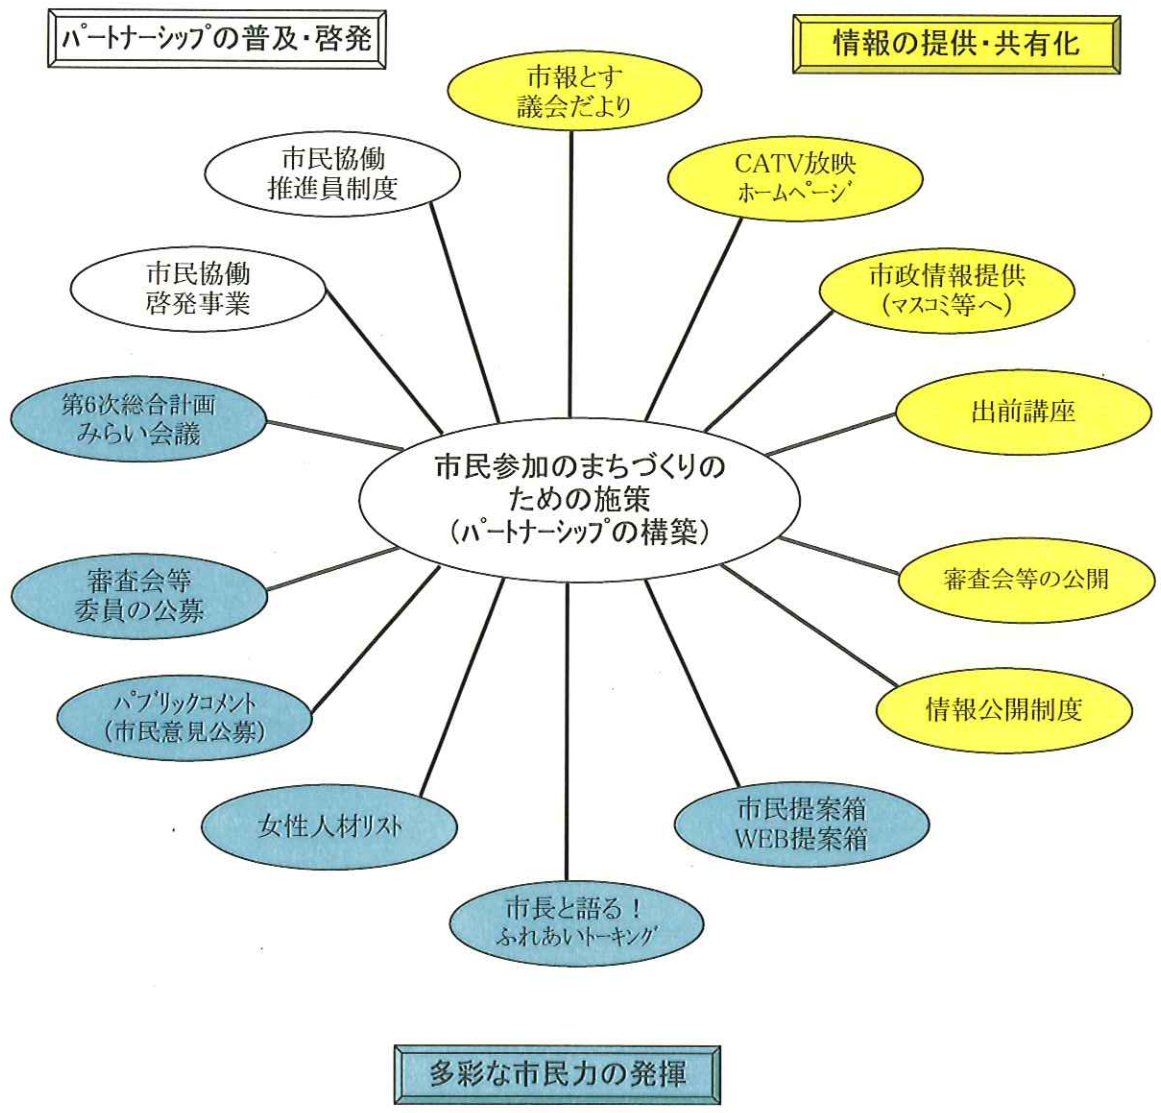 パートナーシップの普及・啓発
情報の提供・共有化
市報とす
議会だより
市民協働
推進員制度
CATV放映
ホームページ
市民協働
啓発事業
市政情報提供
(マスコミ等へ)
第6次総合計画
みらい会議
出前講座
市民参加のまちづくりの
ための施策
(パートナーシップの構築)
審査会等
委員の公募
審査会等の公開
パブリックコメント
(市民意見公募)
情報公開制度
女性人材リスト
市民提案箱
WEB提案箱
市長と語る！
ふれあいトーキング
多彩な市民力の発揮